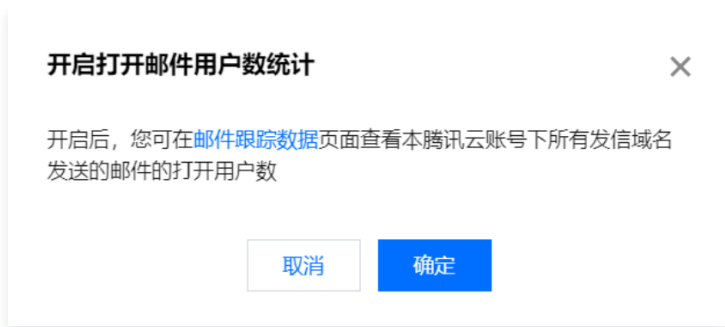 开启打开邮件用户数统计
开启后，您可在邮件跟踪数据页面查看本腾讯云账号下所有发信域名
发送的邮件的打开用户数
取消
确定